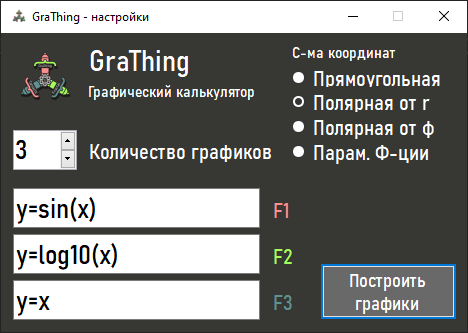 GraThing - настройки
GraThing
Графический калькулятор
С-ма координат
Прямоугольная
Полярная от r
Полярная от ф
Парам. Ф-ции
3
Количество графиков
y=sin(x)
F1
y=log10(x)
F2
y=x
F3
Построить
графики